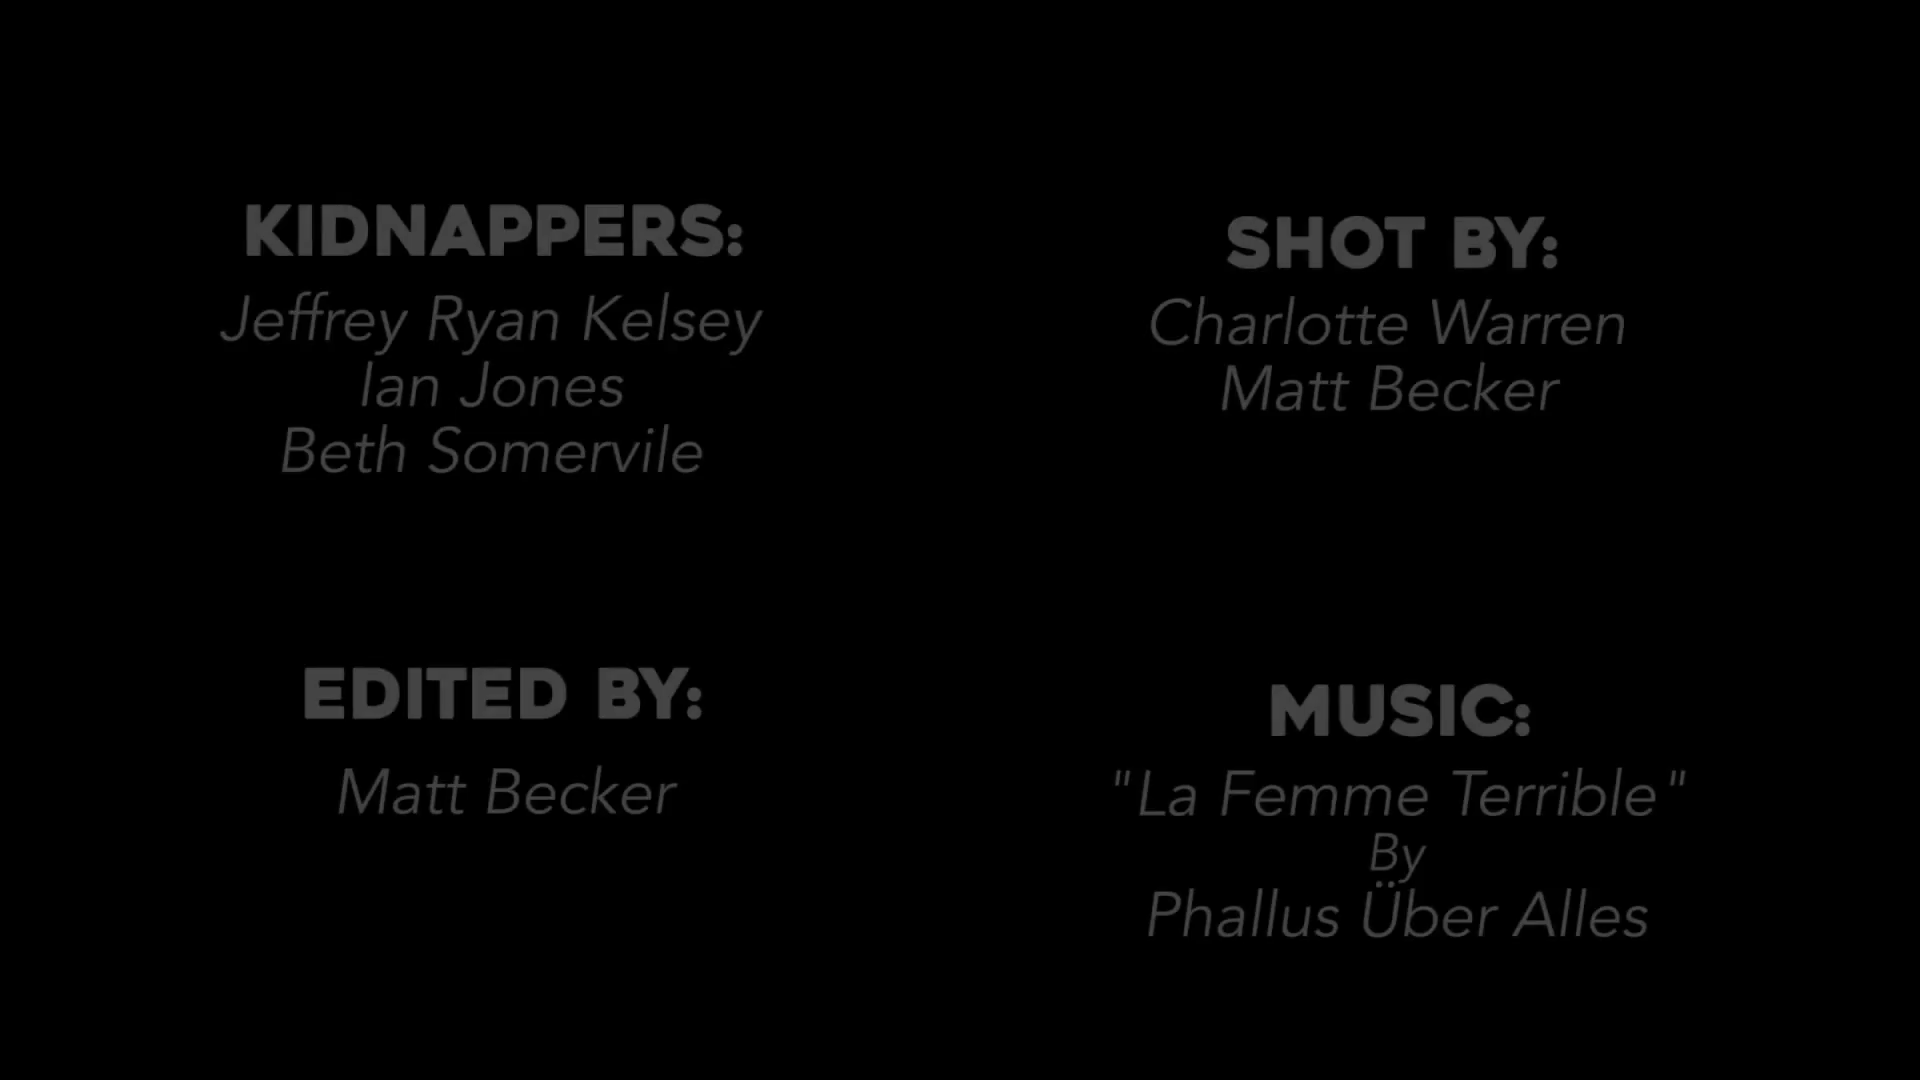 KIDNAPPERS:
Jeffrey Ryan Kelsey
Ian Jones
Beth Somervile
SHOT BY:
Charlotte Warren
Matt Becker
EDITED BY:
Matt Becker
MUSIC:
"La Femme Terrible"
By
Phallus Über Alles